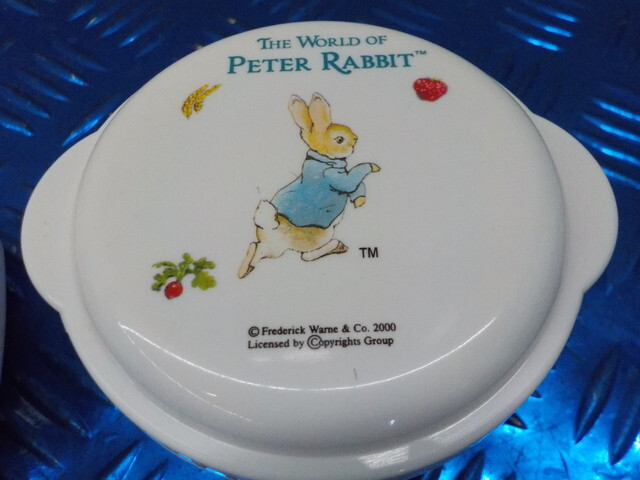 THE WORLD OF
PETER RABBIT™
TM
© Frederick Warne & Co. 2000
Licensed by ©opyrights Group